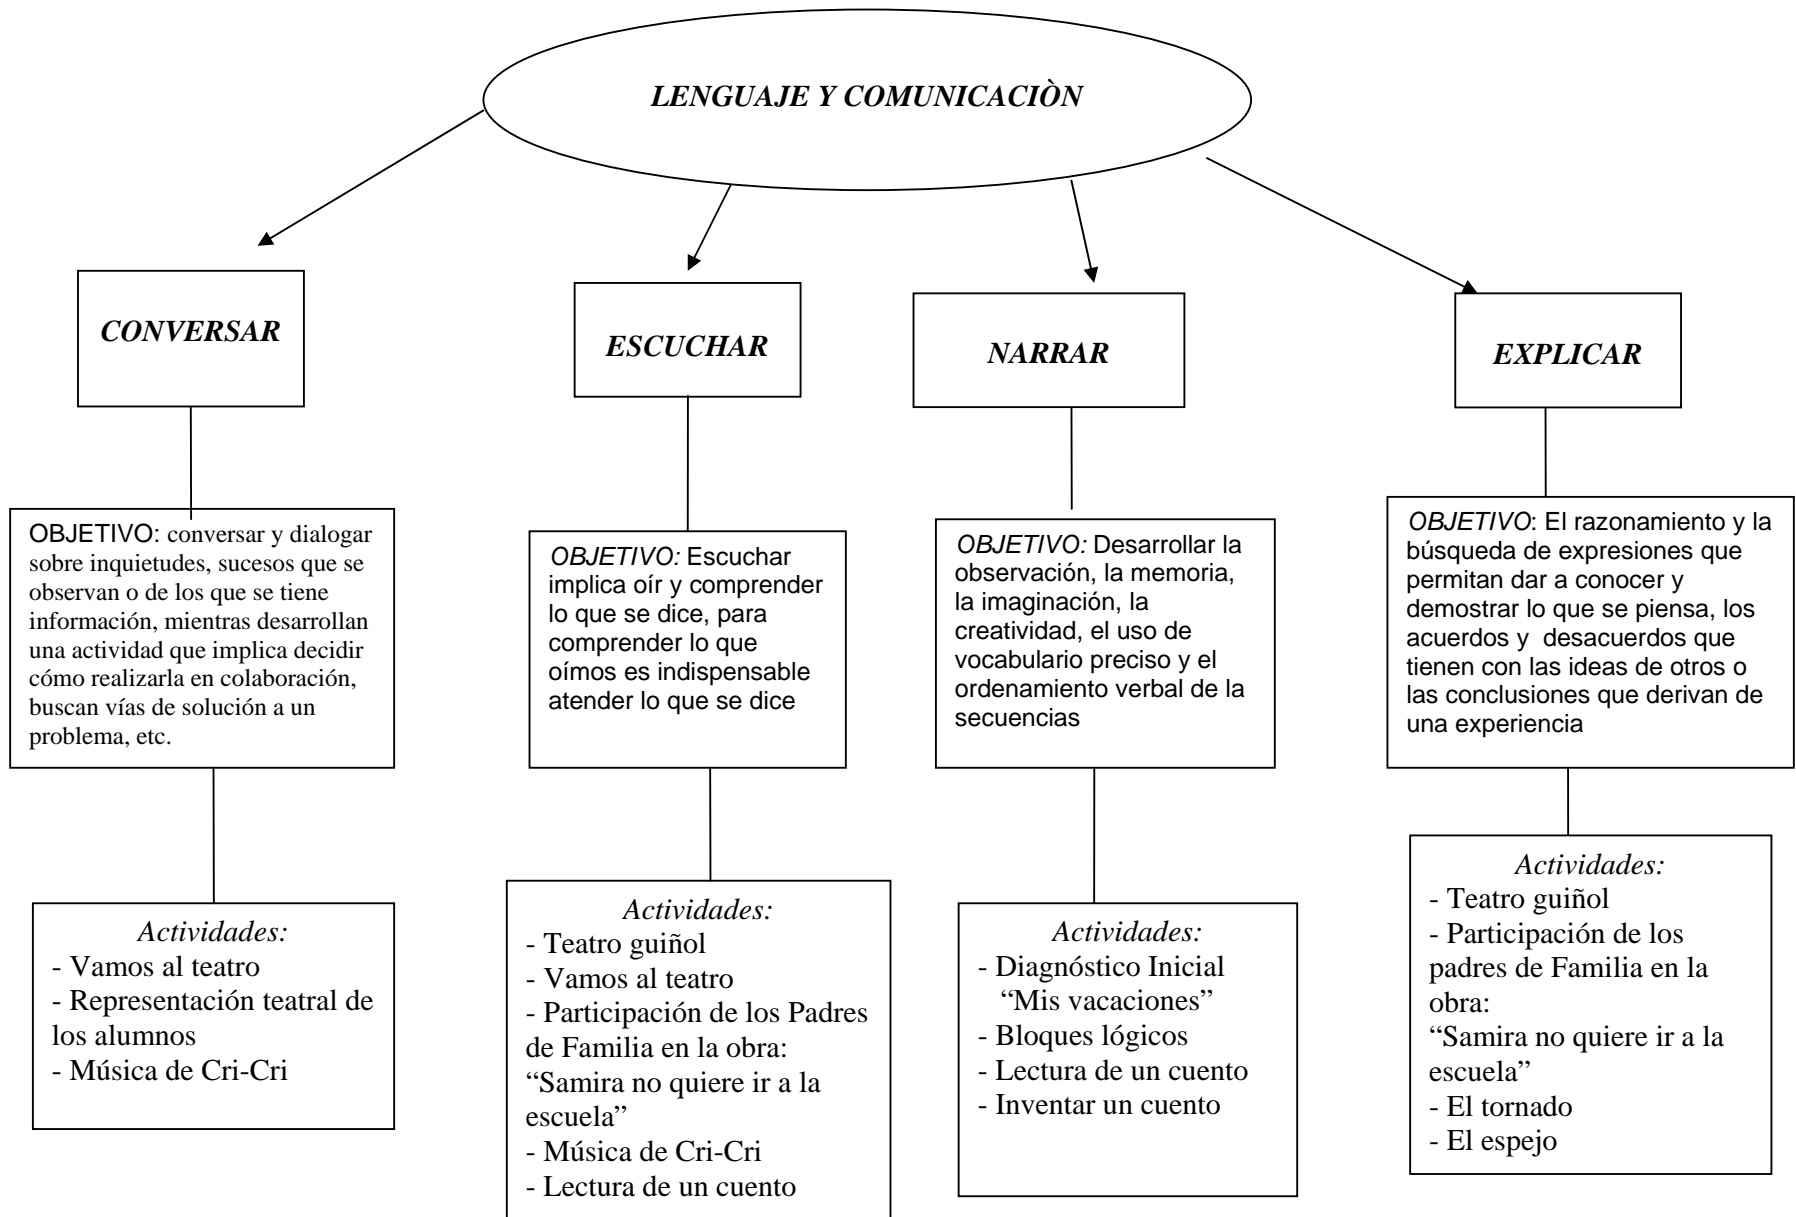 LENGUAJE Y COMUNICACIÒN
CONVERSAR
ESCUCHAR
NARRAR
EXPLICAR
OBJETIVO: conversar y dialogar
sobre inquietudes, sucesos que se
observan o de los que se tiene
información, mientras desarrollan
una actividad que implica decidir
cómo realizarla en colaboración,
buscan vías de solución a un
problema, etc.
OBJETIVO: Escuchar
implica oír y comprender
lo que se dice, para
comprender lo que
oímos es indispensable
atender lo que se dice
OBJETIVO: Desarrollar la
observación, la memoria,
la imaginación, la
creatividad, el uso de
vocabulario preciso y el
ordenamiento verbal de la
secuencias
OBJETIVO: El razonamiento y la
búsqueda de expresiones que
permitan dar a conocer y
demostrar lo que se piensa, los
acuerdos y  desacuerdos que
tienen con las ideas de otros o
las conclusiones que derivan de
una experiencia
Actividades:
- Vamos al teatro
- Representación teatral de
los alumnos
- Música de Cri-Cri
Actividades:
- Teatro guiñol
- Vamos al teatro
- Participación de los Padres
de Familia en la obra:
“Samira no quiere ir a la
escuela”
- Música de Cri-Cri
- Lectura de un cuento
Actividades:
- Diagnóstico Inicial
“Mis vacaciones”
- Bloques lógicos
- Lectura de un cuento
- Inventar un cuento
Actividades:
- Teatro guiñol
- Participación de los
padres de Familia en la
obra:
“Samira no quiere ir a la
escuela”
- El tornado
- El espejo